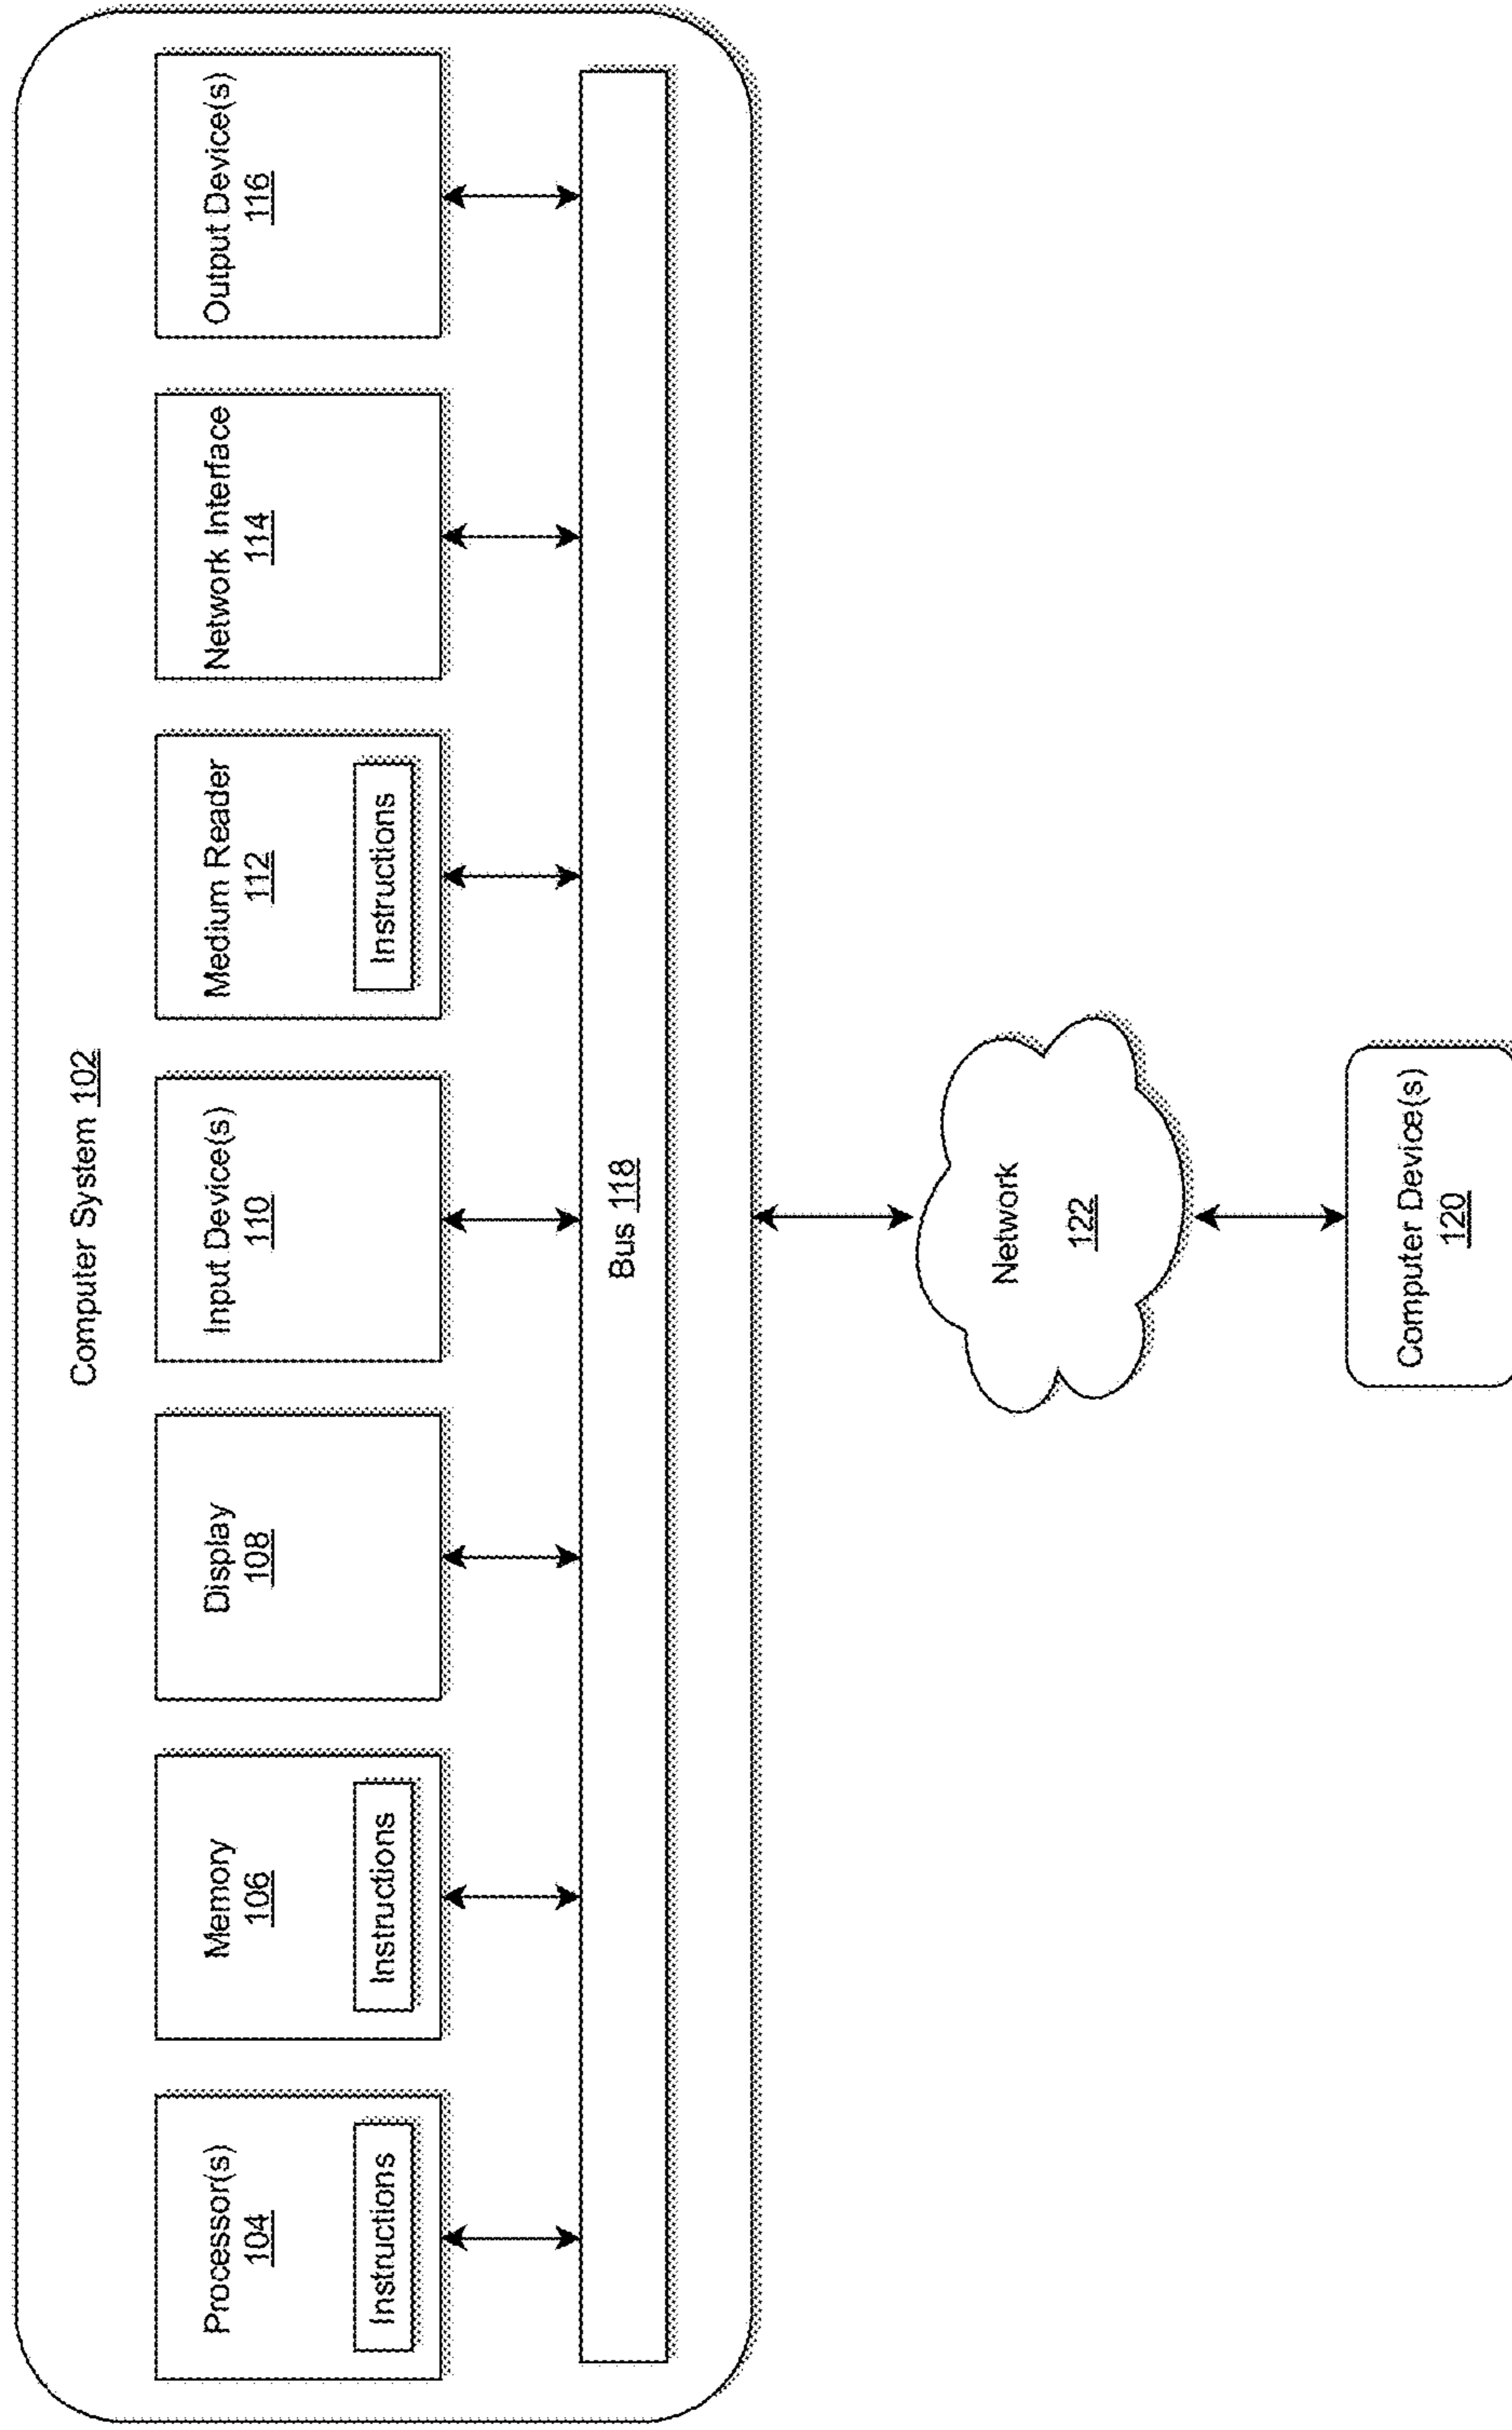 Computer System 102
Processor(s)
104
Instructions
Memory
106
Instructions
Display
108
Input Device(s)
110
Medium Reader
112
Instructions
Network Interface
114
Output Device(s)
116
Bus 118
Network
122
Computer Device(s)
120